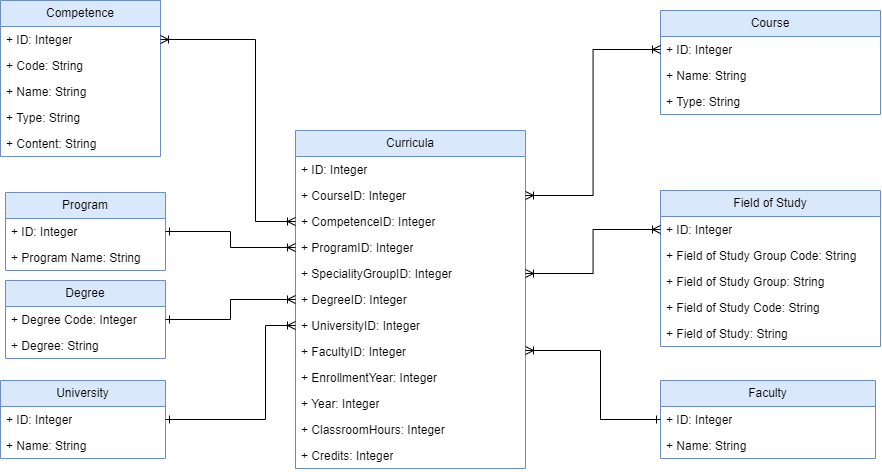 Competence
+ ID: Integer
+ Code: String
+ Name: String
+ Type: String
+ Content: String
Program
+ ID: Integer
+ Program Name: String
Degree
+ Degree Code: Integer
+ Degree: String
University
+ ID: Integer
+ Name: String
Curricula
+ ID: Integer
+ CourseID: Integer
+ CompetenceID: Integer
+ ProgramID: Integer
+ SpecialityGroupID: Integer
+ DegreeID: Integer
+ UniversityID: Integer
+ FacultyID: Integer
+ EnrollmentYear: Integer
+ Year: Integer
+ ClassroomHours: Integer
+ Credits: Integer
Course
+ ID: Integer
+ Name: String
+ Type: String
Field of Study
+ ID: Integer
+ Field of Study Group Code: String
+ Field of Study Group: String
+ Field of Study Code: String
+ Field of Study: String
Faculty
+ ID: Integer
+ Name: String